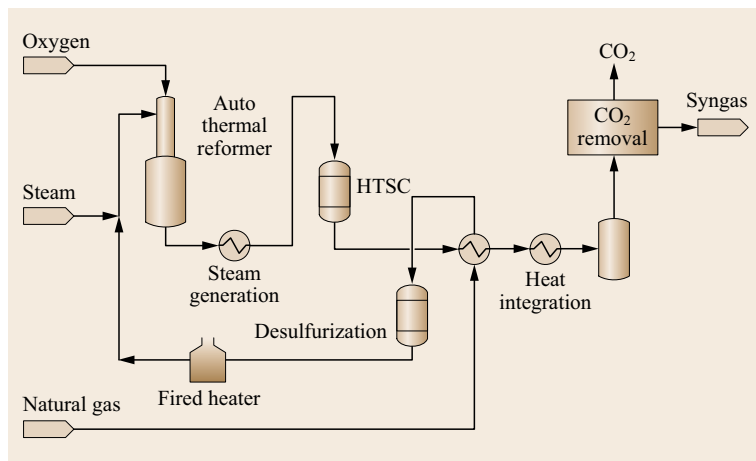 Oxygen
Auto
thermal
reformer
Steam
Steam
generation
HTSC
Desulfurization
Fired heater
Natural gas
Heat
integration
CO₂
CO₂
removal
Syngas